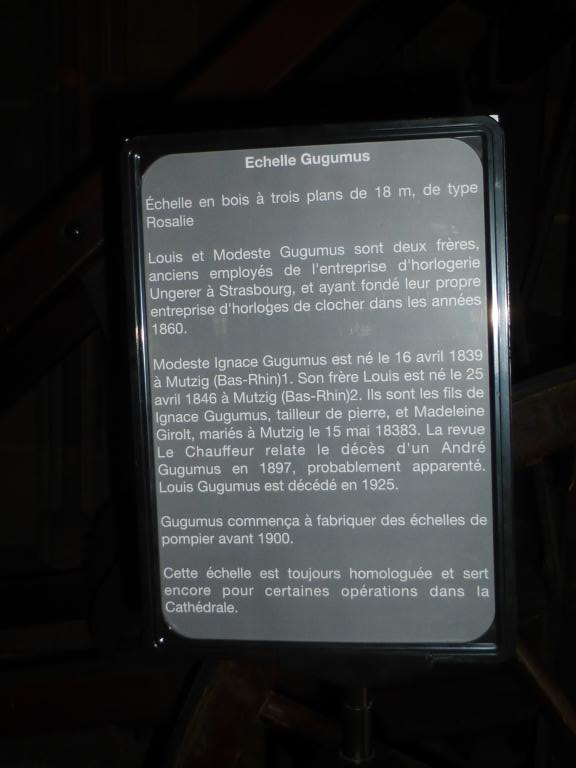 Echelle Gugumus
Échelle en bois à trois plans de 18 m, de type
Rosalie
Louis et Modeste Gugumus sont deux frères,
anciens employés de l'entreprise d'horlogerie
Ungerer à Strasbourg, et ayant fondé leur propre
entreprise d'horloges de clocher dans les années
1860.
Modeste Ignace Gugumus est né le 16 avril 1839
à Mutzig (Bas-Rhin)1. Son frère Louis est né le 25
avril 1846 à Mutzig (Bas-Rhin)2. Ils sont les fils de
Ignace Gugumus, tailleur de pierre, et Madeleine
Girolt, mariés à Mutzig le 15 mai 18383. La revue
Le Chauffeur relate le décès d'un André
Gugumus en 1897, probablement apparenté.
Louis Gugumus est décédé en 1925.
Gugumus commença à fabriquer des échelles de
pompier avant 1900.
Cette échelle est toujours homologuée et sert
encore pour certaines opérations dans la
Cathédrale.